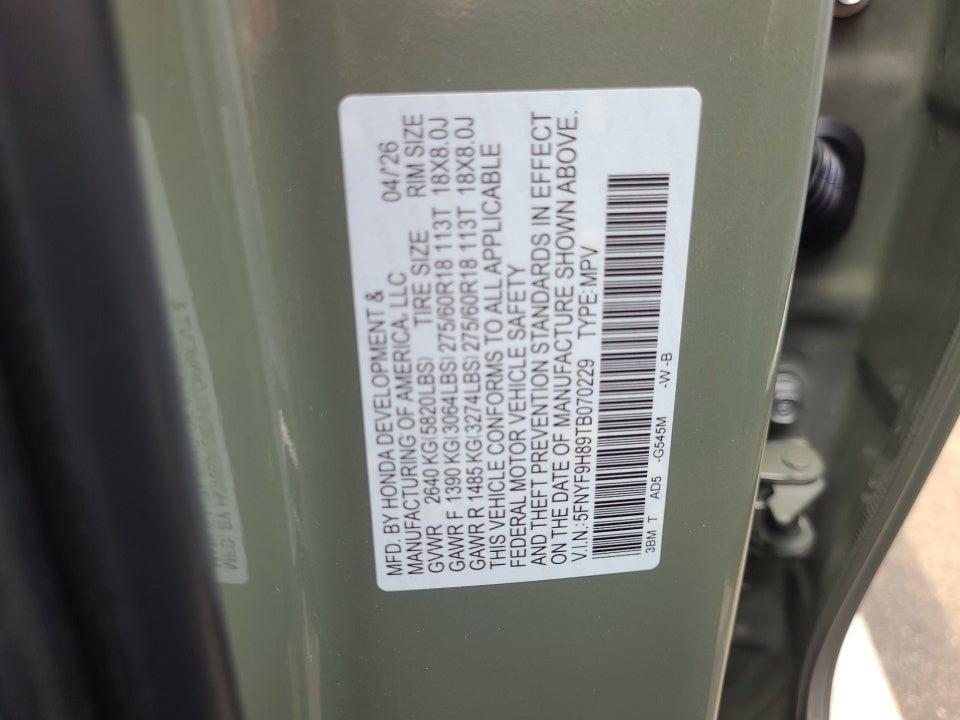 MFD. BY HONDA DEVELOPMENT &
MANUFACTURING OF AMERICA, LLC 04/'26
GVWR 2640 KG(5820LBS) TIRE SIZE RIM SIZE
GAWR F 1390 KG(3064LBS) 275/60R18 113T 18X8.0J
GAWR R 1485 KG(3274LBS) 275/60R18 113T 18X8.0J
THIS VEHICLE CONFORMS TO ALL APPLICABLE
FEDERAL MOTOR VEHICLE SAFETY
AND THEFT PREVENTION STANDARDS IN EFFECT
ON THE DATE OF MANUFACTURE SHOWN ABOVE.
V.I.N.: 5FNYF9H89TB070229 TYPE: MPV
3BM T AD5 -G545M -W -B